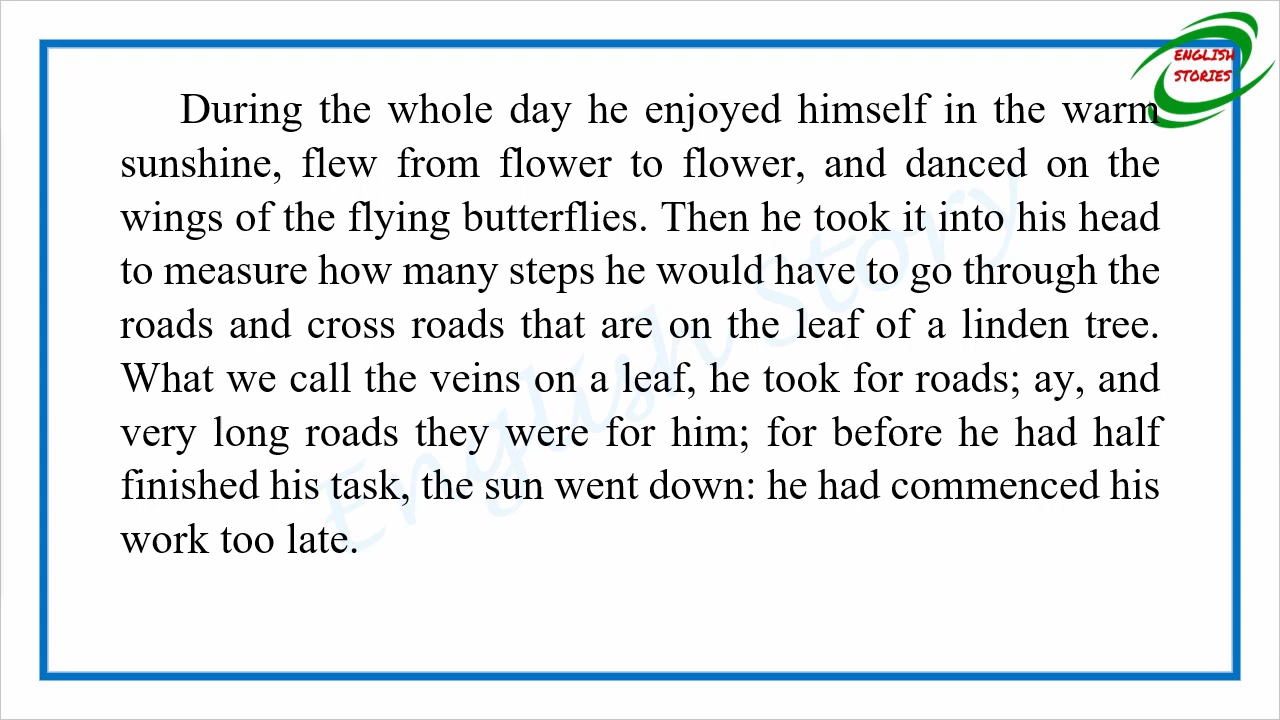 ENGLISH
STORIES
During the whole day he enjoyed himself in the warm
sunshine, flew from flower to flower, and danced on the
wings of the flying butterflies. Then he took it into his head
to measure how many steps he would have to go through the
roads and cross roads that are on the leaf of a linden tree.
What we call the veins on a leaf, he took for roads; ay, and
very long roads they were for him; for before he had half
finished his task, the sun went down: he had commenced his
work too late.
English Story